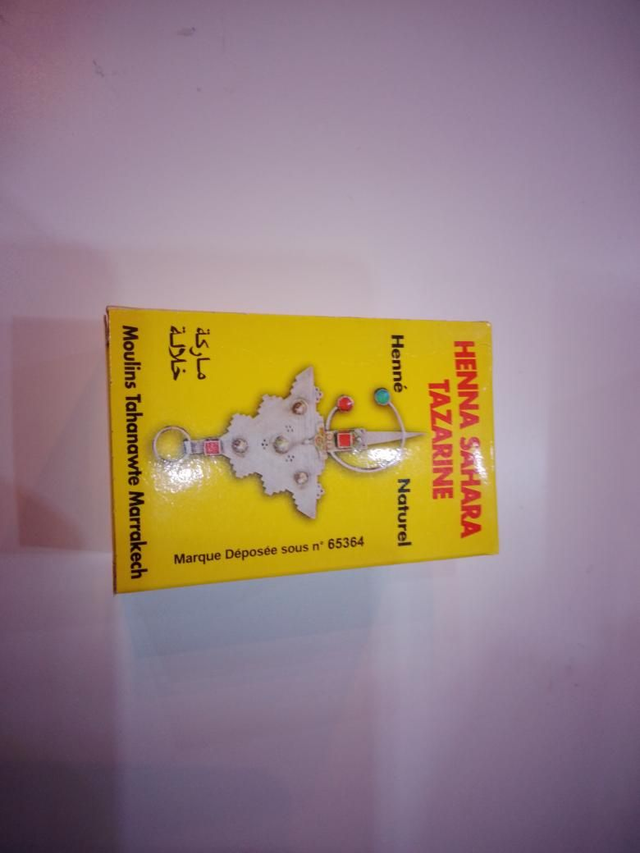 HENNA SAHARA
TAZARINE
Henné Naturel
ماركة
خلالة
Moulins Tahanawte Marrakech
Marque Déposée sous n° 65364